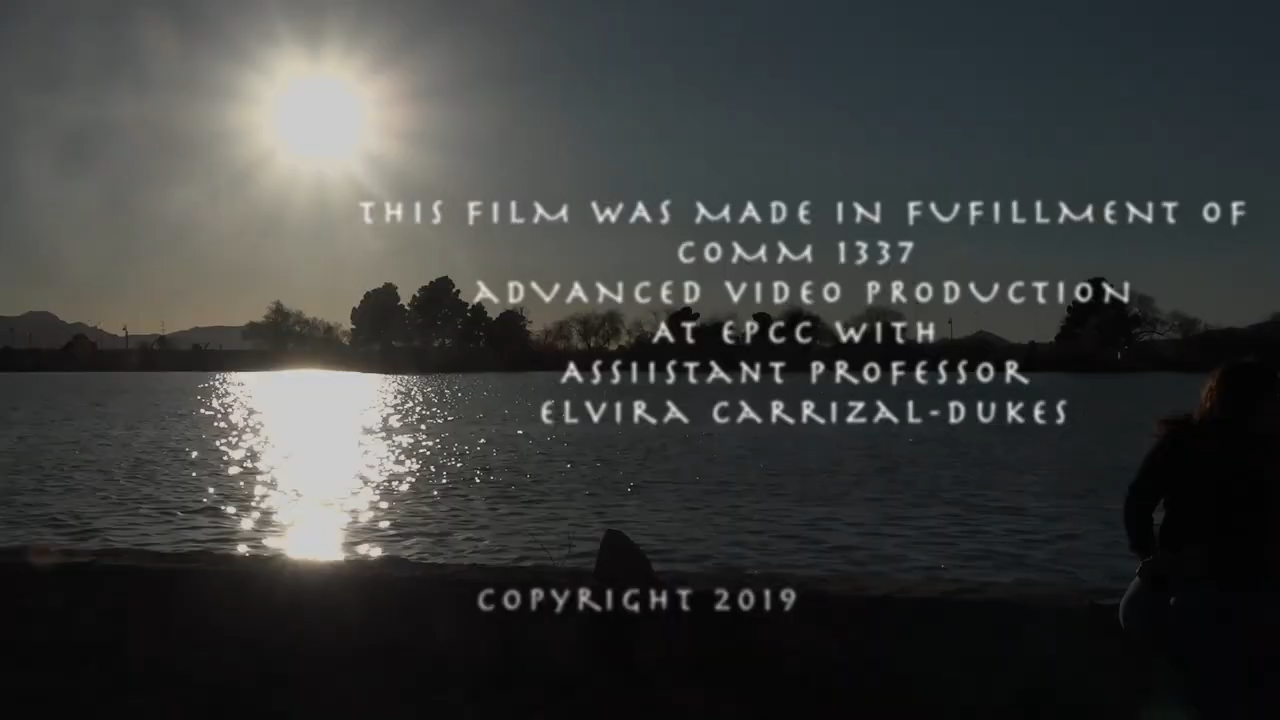 THIS FILM WAS MADE IN FUFILLMENT OF
COMM 1337
ADVANCED VIDEO PRODUCTION
AT EPCC WITH
ASSIISTANT PROFESSOR
ELVIRA CARRIZAL-DUKES
COPYRIGHT 2019